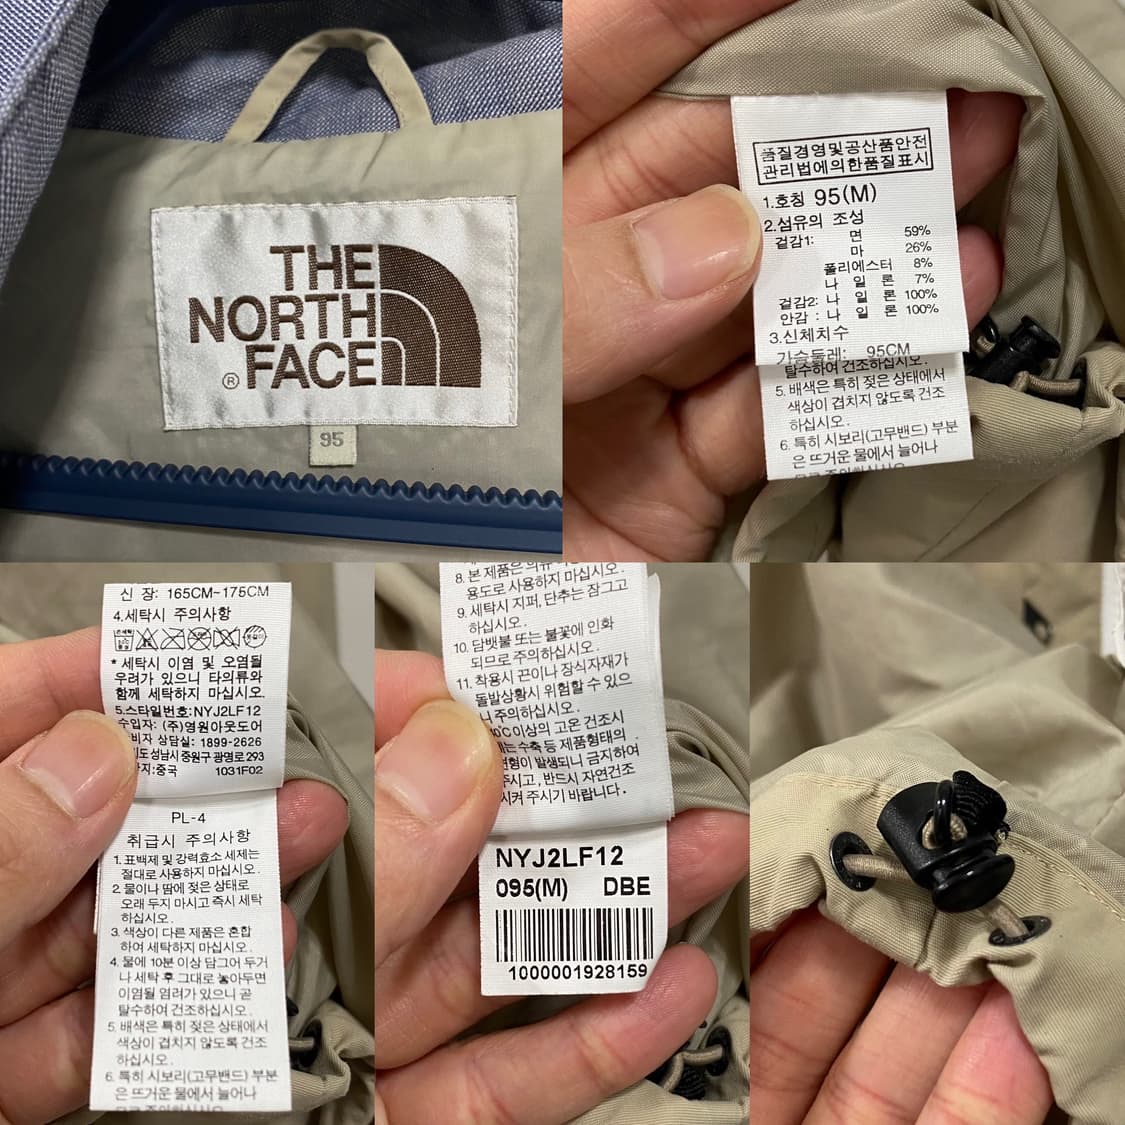 THE
NORTH
FACE
®
95
품질경영및공산품안전
관리법에의한품질표시
1.호칭 95(M)
2.섬유의 조성
겉감1: 면 59%
마 26%
폴리에스터 8%
나 일 론 7%
겉감2: 나 일 론 100%
안감 : 나 일 론 100%
3.신체치수
가슴둘레: 95CM
탈수하여 건조하십시오.
5. 배색은 특히 젖은 상태에서
색상이 겹치지 않도록 건조
하십시오.
6. 특히 시보리(고무밴드) 부분
은 뜨거운 물에서 늘어나
신 장: 165CM~175CM
4.세탁시 주의사항
* 세탁시 이염 및 오염될
우려가 있으니 타의류와
함께 세탁하지 마십시오.
5.스타일번호:NYJ2LF12
수입자: (주)영원아웃도어
비자 상담실: 1899-2626
도 성남시 중원구 광명로 293
지:중국 1031F02
PL-4
취급시 주의사항
1. 표백제 및 강력효소 세제는
절대로 사용하지 마십시오.
2. 물이나 땀에 젖은 상태로
오래 두지 마시고 즉시 세탁
하십시오.
3. 색상이 다른 제품은 혼합
하여 세탁하지 마십시오.
4. 물에 10분 이상 담그어 두거
나 세탁 후 그대로 놓아두면
이염될 염려가 있으니 곧
탈수하여 건조하십시오.
5. 배색은 특히 젖은 상태에서
색상이 겹치지 않도록 건조
하십시오.
6. 특히 시보리(고무밴드) 부분
은 뜨거운 물에서 늘어나
8. 본 제품은 의류
용도로 사용하지 마십시오.
9. 세탁시 지퍼, 단추는 잠그고
하십시오.
10. 담뱃불 또는 불꽃에 인화
되므로 주의하십시오.
11. 착용시 끈이나 장식자재가
돌발상황시 위험할 수 있으
니 주의하십시오.
0℃이상의 고온 건조시
는 수축 등 제품형태의
형이 발생되니 금지하여
주시고, 반드시 자연건조
시켜 주시기 바랍니다.
NYJ2LF12
095(M) DBE
1000001928159